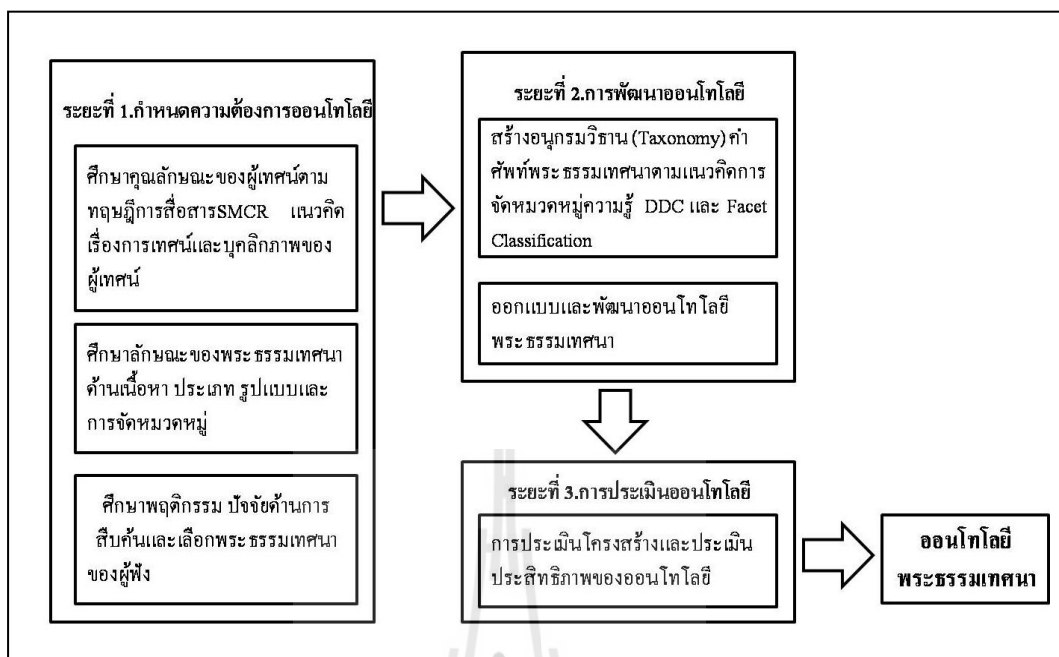 ระยะที่ 1.กำหนดความต้องการออนโทโลยี
ศึกษาคุณลักษณะของผู้เทศน์ตาม
ทฤษฎีการสื่อสารSMCR แนวคิด
เรื่องการเทศน์และบุคลิกภาพของ
ผู้เทศน์
ศึกษาลักษณะของพระธรรมเทศนา
ด้านเนื้อหา ประเภท รูปแบบและ
การจัดหมวดหมู่
ศึกษาพฤติกรรม ปัจจัยด้านการ
สืบค้นและเลือกพระธรรมเทศนา
ของผู้ฟัง
ระยะที่ 2.การพัฒนาออนโทโลยี
สร้างอนุกรมวิธาน (Taxonomy) คำ
ศัพท์พระธรรมเทศนาตามแนวคิดการ
จัดหมวดหมู่ความรู้ DDC และ Facet
Classification
ออกแบบและพัฒนาออนโทโลยี
พระธรรมเทศนา
ระยะที่ 3.การประเมินออนโทโลยี
การประเมินโครงสร้างและประเมิน
ประสิทธิภาพของออนโทโลยี
ออนโทโลยี
พระธรรมเทศนา